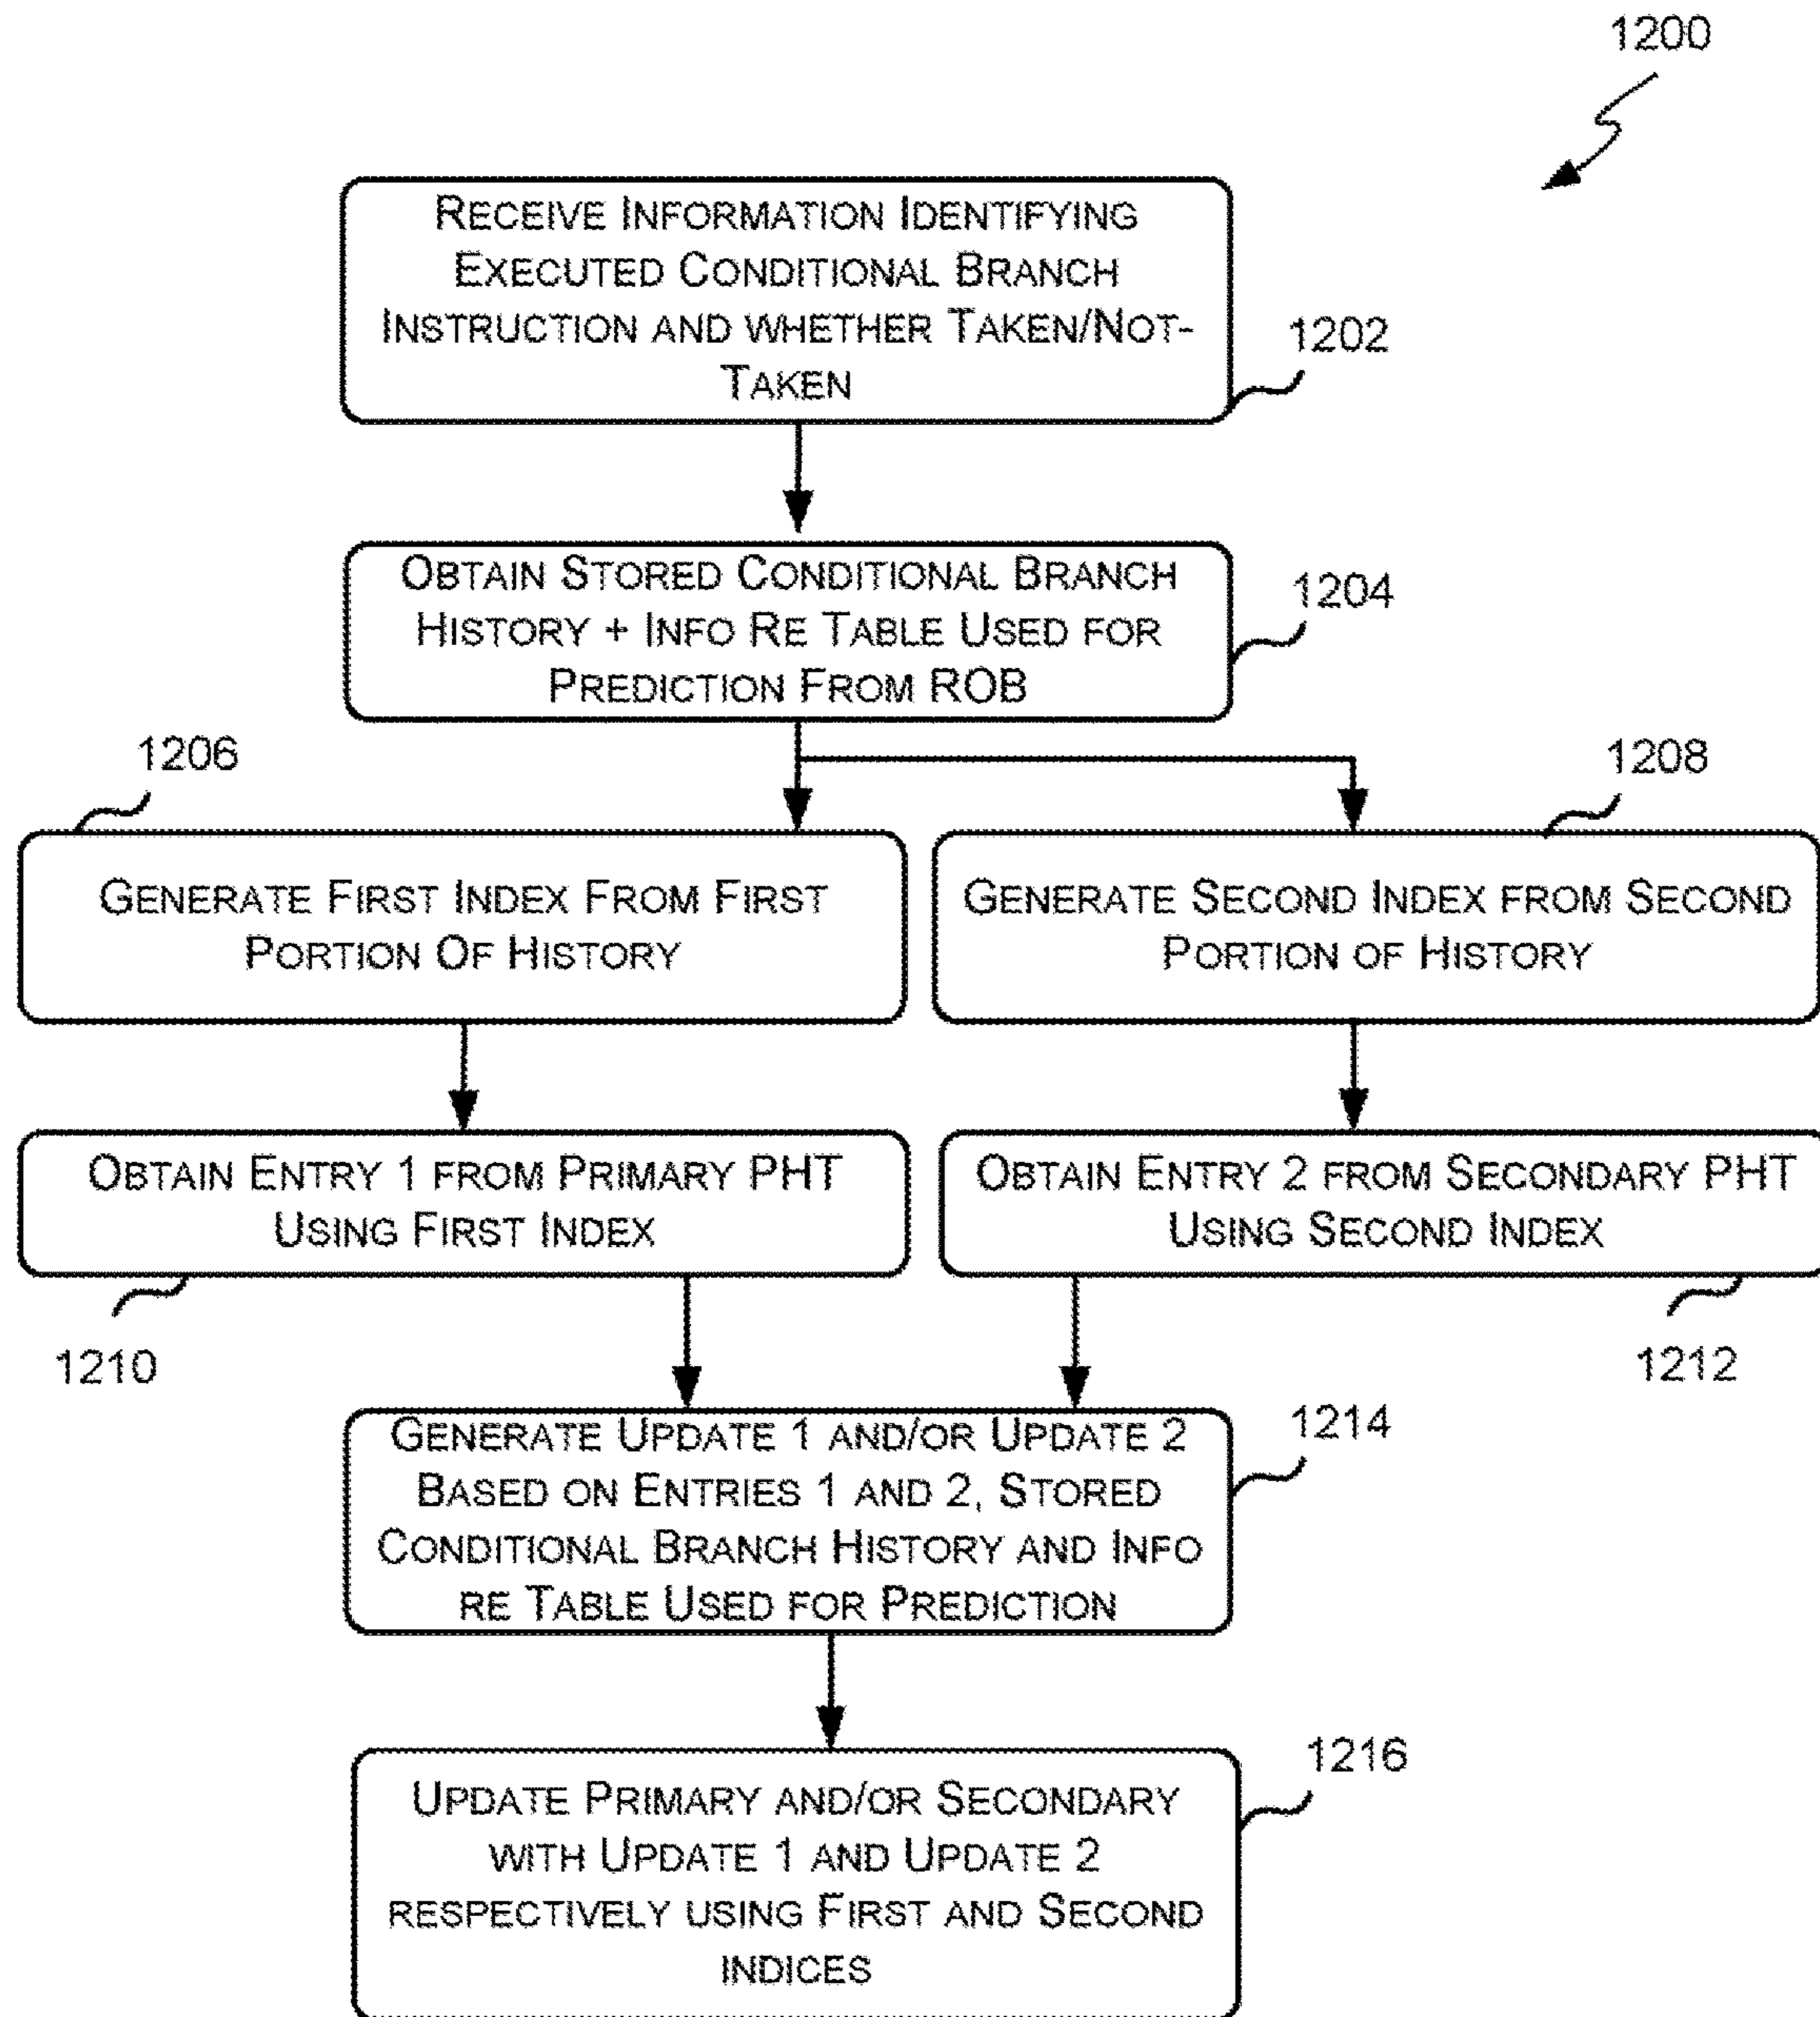 1200
RECEIVE INFORMATION IDENTIFYING
EXECUTED CONDITIONAL BRANCH
INSTRUCTION AND WHETHER TAKEN/NOT-
TAKEN
1202
OBTAIN STORED CONDITIONAL BRANCH
HISTORY + INFO RE TABLE USED FOR
PREDICTION FROM ROB
1204
1206
1208
GENERATE FIRST INDEX FROM FIRST
PORTION OF HISTORY
GENERATE SECOND INDEX FROM SECOND
PORTION OF HISTORY
OBTAIN ENTRY 1 FROM PRIMARY PHT
USING FIRST INDEX
OBTAIN ENTRY 2 FROM SECONDARY PHT
USING SECOND INDEX
1210
1212
GENERATE UPDATE 1 AND/OR UPDATE 2
BASED ON ENTRIES 1 AND 2, STORED
CONDITIONAL BRANCH HISTORY AND INFO
RE TABLE USED FOR PREDICTION
1214
UPDATE PRIMARY AND/OR SECONDARY
WITH UPDATE 1 AND UPDATE 2
RESPECTIVELY USING FIRST AND SECOND
INDICES
1216